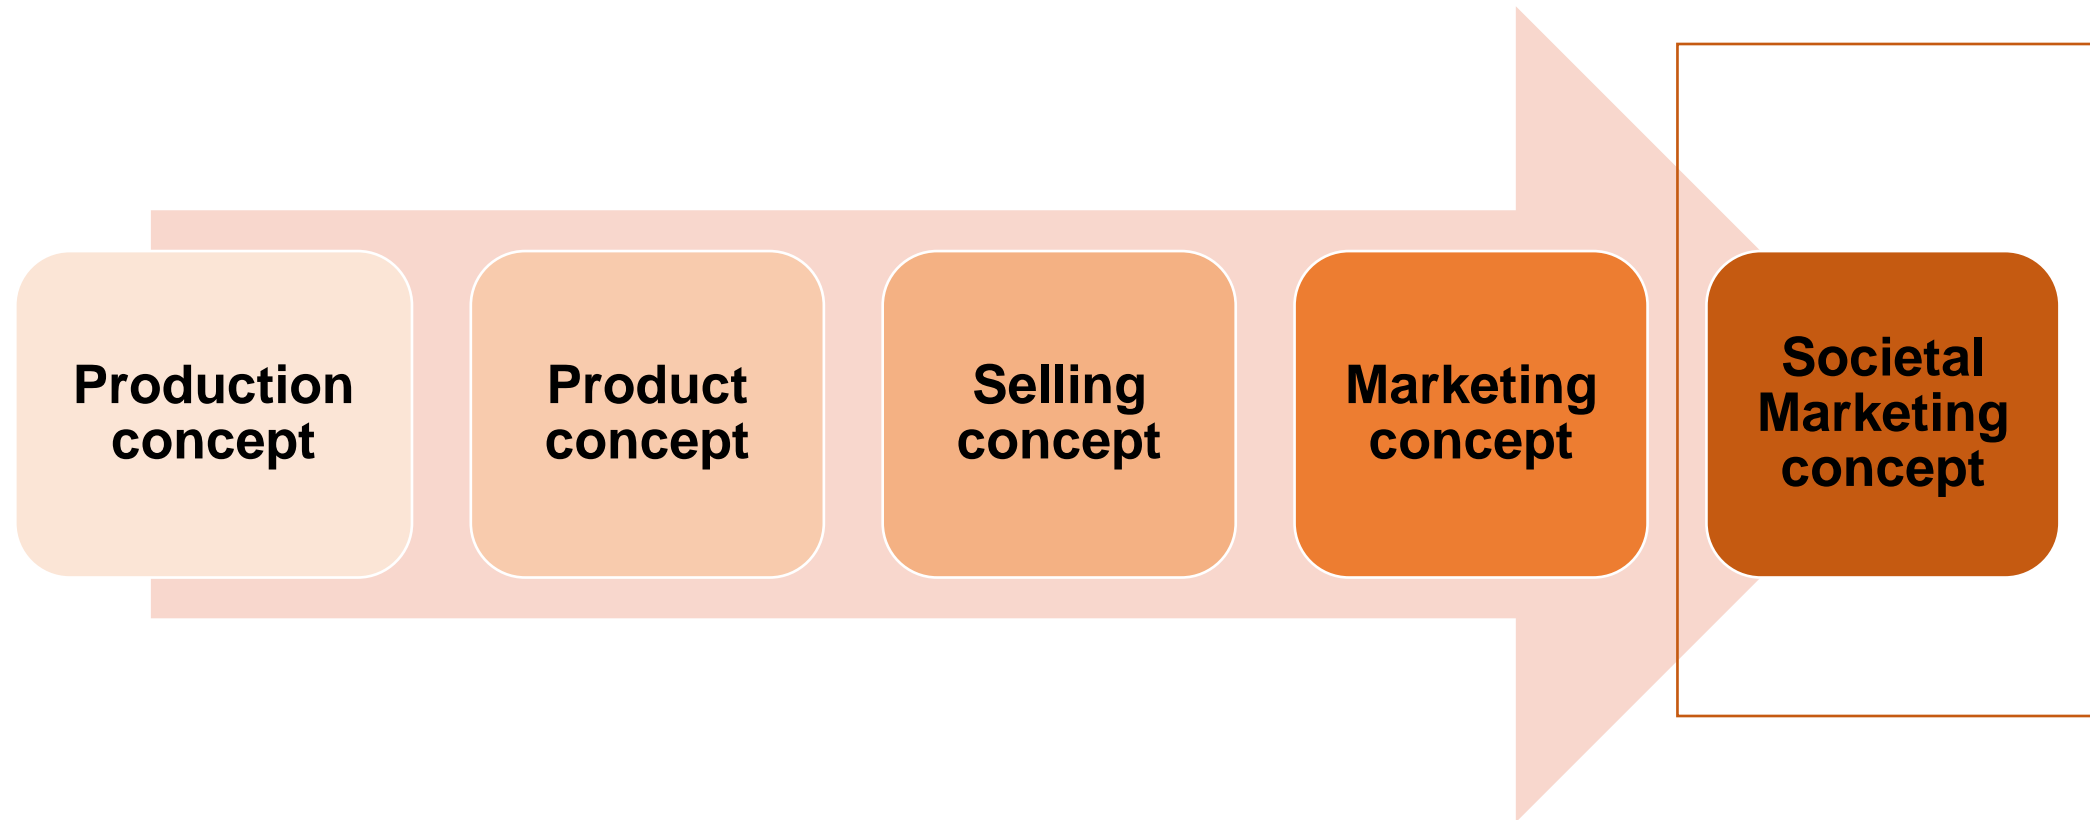 Production
concept
Product
concept
Selling
concept
Marketing
concept
Societal
Marketing
concept